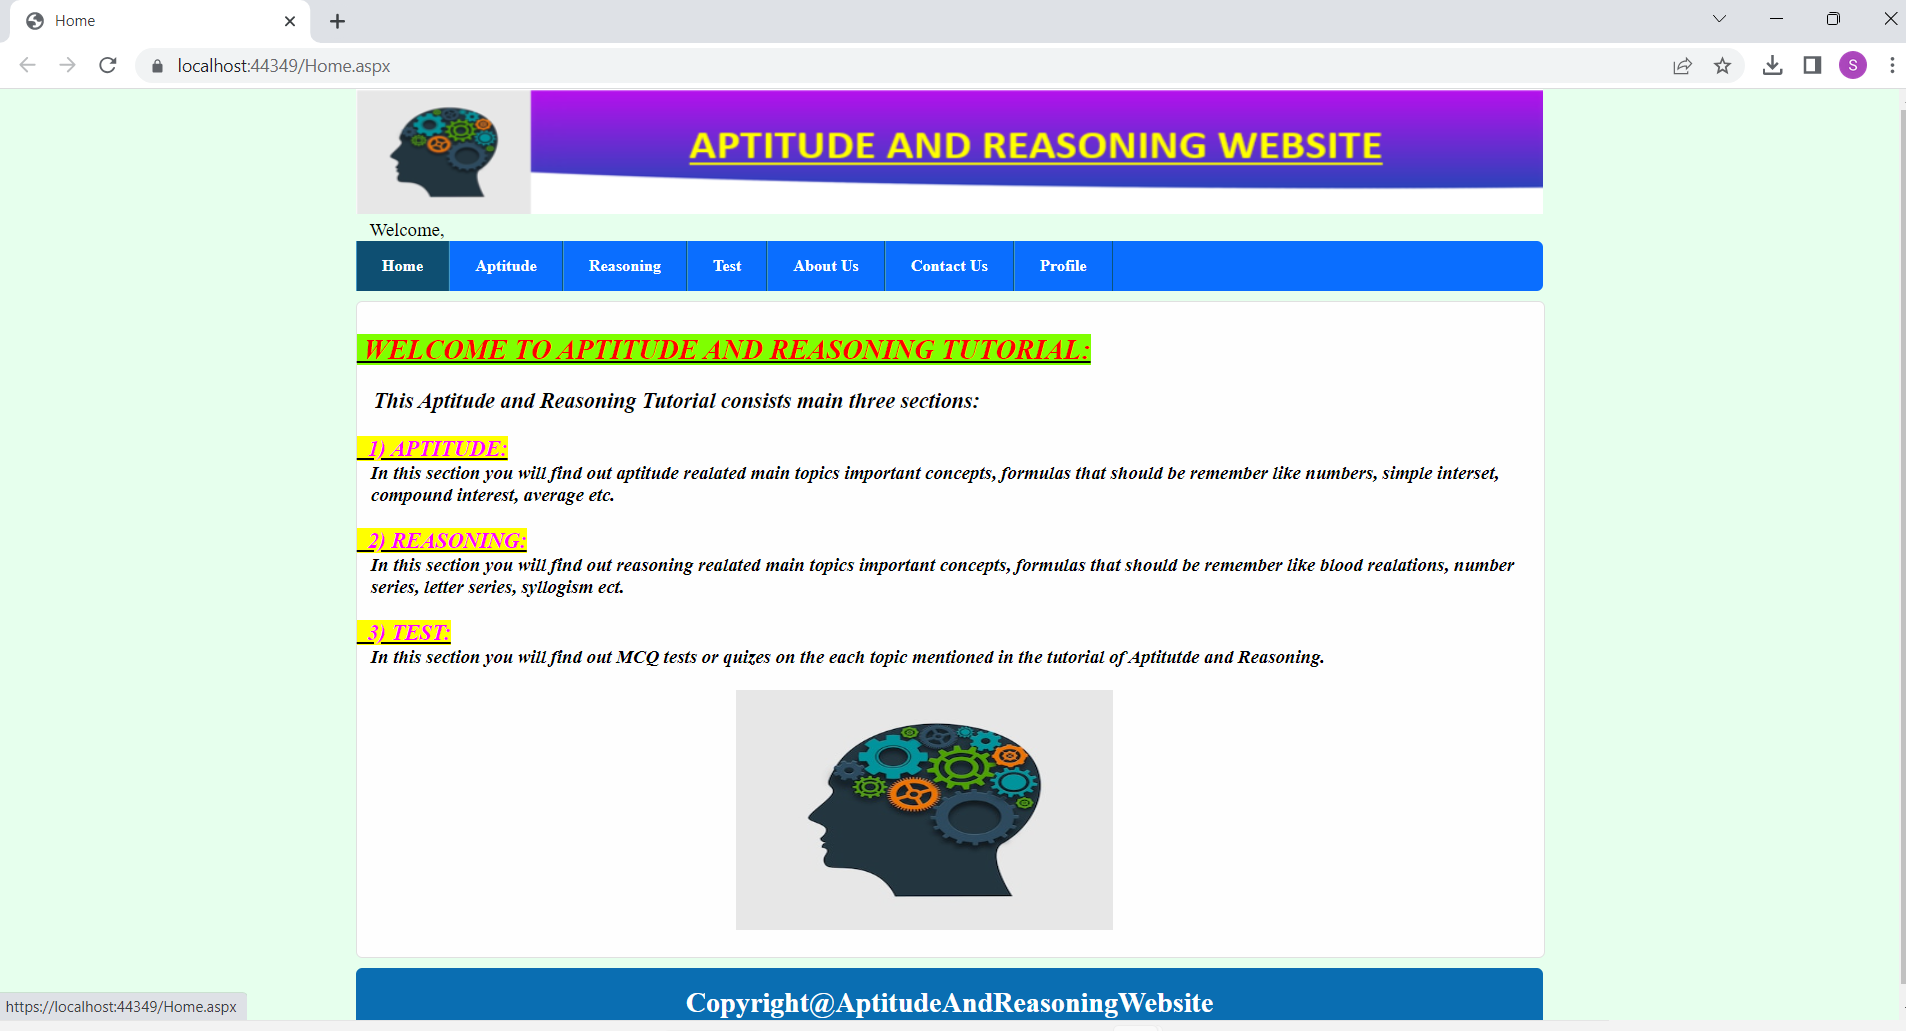 Home
localhost:44349/Home.aspx
S
APTITUDE AND REASONING WEBSITE
Welcome,
Home Aptitude Reasoning Test About Us Contact Us Profile
WELCOME TO APTITUDE AND REASONING TUTORIAL:
This Aptitude and Reasoning Tutorial consists main three sections:
1) APTITUDE:
In this section you will find out aptitude realated main topics important concepts, formulas that should be remember like numbers, simple interset,
compound interest, average etc.
2) REASONING:
In this section you will find out reasoning realated main topics important concepts, formulas that should be remember like blood realations, number
series, letter series, syllogism ect.
3) TEST:
In this section you will find out MCQ tests or quizes on the each topic mentioned in the tutorial of Aptitutde and Reasoning.
Copyright@AptitudeAndReasoningWebsite
https://localhost:44349/Home.aspx